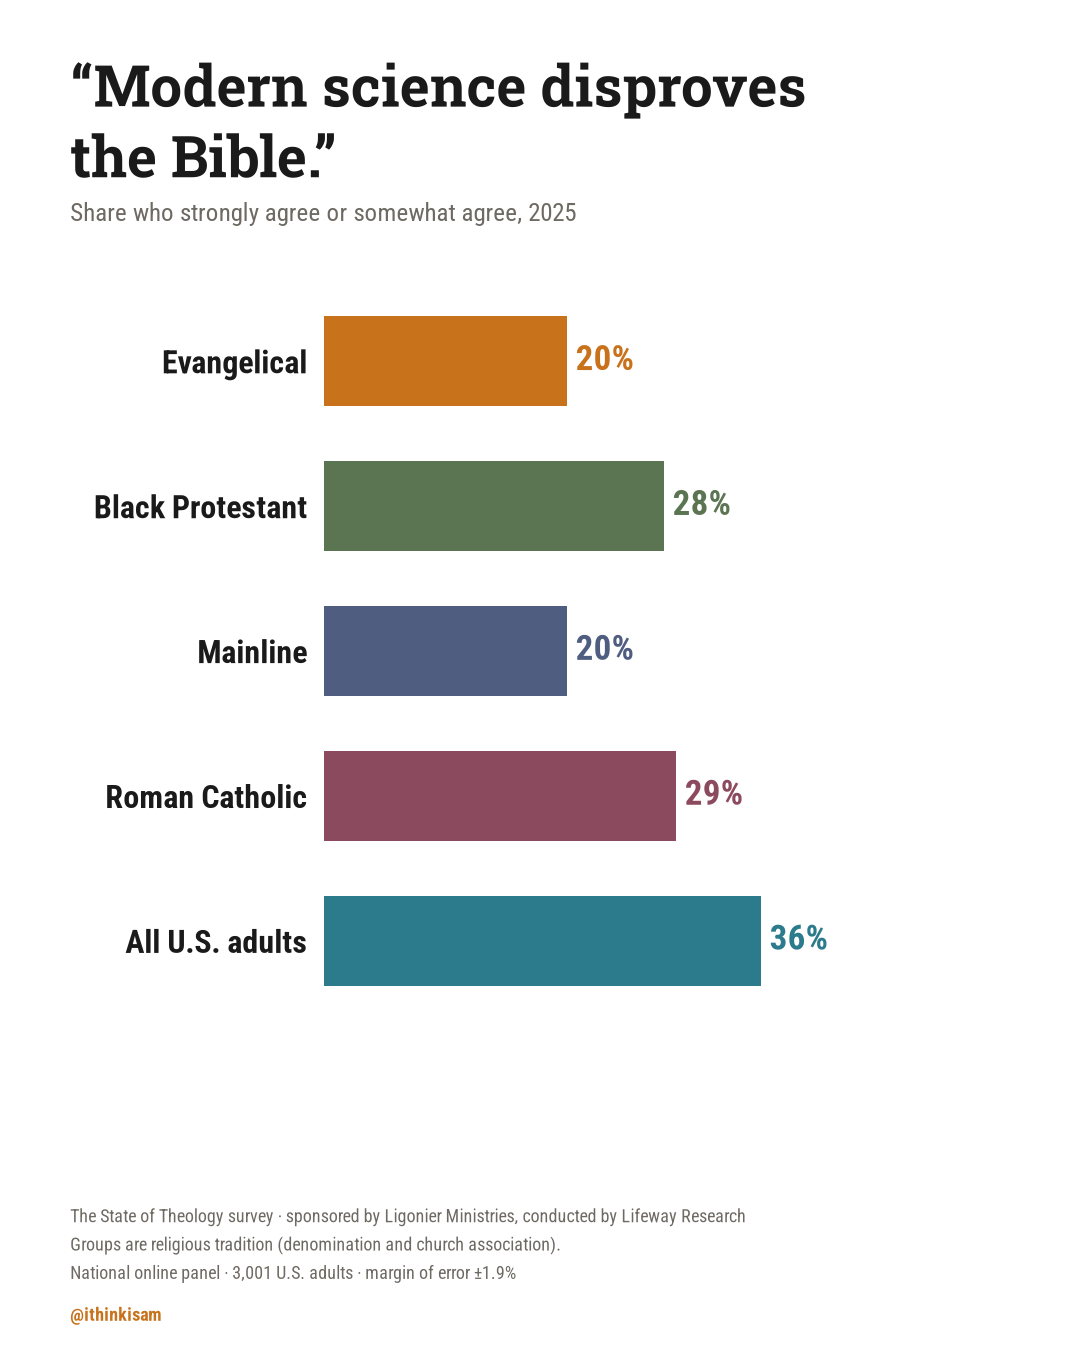 “Modern science disproves
the Bible.”
Share who strongly agree or somewhat agree, 2025
Evangelical 20%
Black Protestant 28%
Mainline 20%
Roman Catholic 29%
All U.S. adults 36%
The State of Theology survey · sponsored by Ligonier Ministries, conducted by Lifeway Research
Groups are religious tradition (denomination and church association).
National online panel · 3,001 U.S. adults · margin of error ±1.9%
@ithinkisam